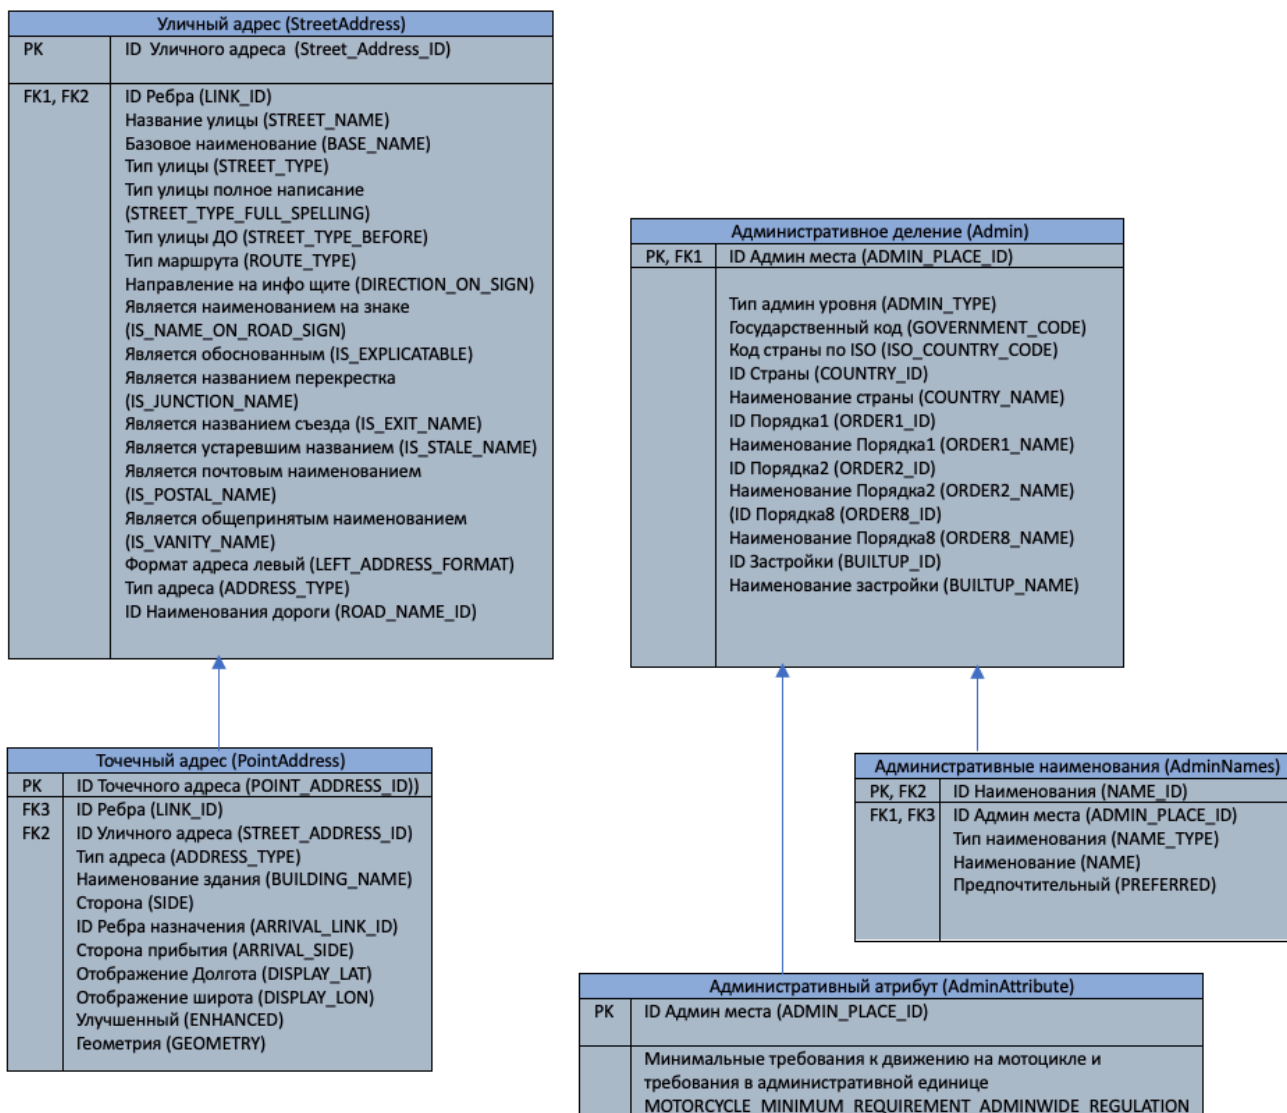 Уличный адрес (StreetAddress)
PK ID Уличного адреса (Street_Address_ID)
FK1, FK2 ID Ребра (LINK_ID)
Название улицы (STREET_NAME)
Базовое наименование (BASE_NAME)
Тип улицы (STREET_TYPE)
Тип улицы полное написание
(STREET_TYPE_FULL_SPELLING)
Тип улицы ДО (STREET_TYPE_BEFORE)
Тип маршрута (ROUTE_TYPE)
Направление на инфо щите (DIRECTION_ON_SIGN)
Является наименованием на знаке
(IS_NAME_ON_ROAD_SIGN)
Является обоснованным (IS_EXPLICATABLE)
Является названием перекрестка
(IS_JUNCTION_NAME)
Является названием съезда (IS_EXIT_NAME)
Является устаревшим названием (IS_STALE_NAME)
Является почтовым наименованием
(IS_POSTAL_NAME)
Является общепринятым наименованием
(IS_VANITY_NAME)
Формат адреса левый (LEFT_ADDRESS_FORMAT)
Тип адреса (ADDRESS_TYPE)
ID Наименования дороги (ROAD_NAME_ID)
Административное деление (Admin)
PK, FK1 ID Админ места (ADMIN_PLACE_ID)
Тип админ уровня (ADMIN_TYPE)
Государственный код (GOVERNMENT_CODE)
Код страны по ISO (ISO_COUNTRY_CODE)
ID Страны (COUNTRY_ID)
Наименование страны (COUNTRY_NAME)
ID Порядка1 (ORDER1_ID)
Наименование Порядка1 (ORDER1_NAME)
ID Порядка2 (ORDER2_ID)
Наименование Порядка2 (ORDER2_NAME)
(ID Порядка8 (ORDER8_ID)
Наименование Порядка8 (ORDER8_NAME)
ID Застройки (BUILTUP_ID)
Наименование застройки (BUILTUP_NAME)
Точечный адрес (PointAddress)
PK ID Точечного адреса (POINT_ADDRESS_ID))
FK3 ID Ребра (LINK_ID)
FK2 ID Уличного адреса (STREET_ADDRESS_ID)
Тип адреса (ADDRESS_TYPE)
Наименование здания (BUILDING_NAME)
Сторона (SIDE)
ID Ребра назначения (ARRIVAL_LINK_ID)
Сторона прибытия (ARRIVAL_SIDE)
Отображение Долгота (DISPLAY_LAT)
Отображение широта (DISPLAY_LON)
Улучшенный (ENHANCED)
Геометрия (GEOMETRY)
Административные наименования (AdminNames)
PK, FK2 ID Наименования (NAME_ID)
FK1, FK3 ID Админ места (ADMIN_PLACE_ID)
Тип наименования (NAME_TYPE)
Наименование (NAME)
Предпочтительный (PREFERRED)
Административный атрибут (AdminAttribute)
PK ID Админ места (ADMIN_PLACE_ID)
Минимальные требования к движению на мотоцикле и
требования в административной единице
MOTORCYCLE_MINIMUM_REQUIREMENT_ADMINWIDE_REGULATION